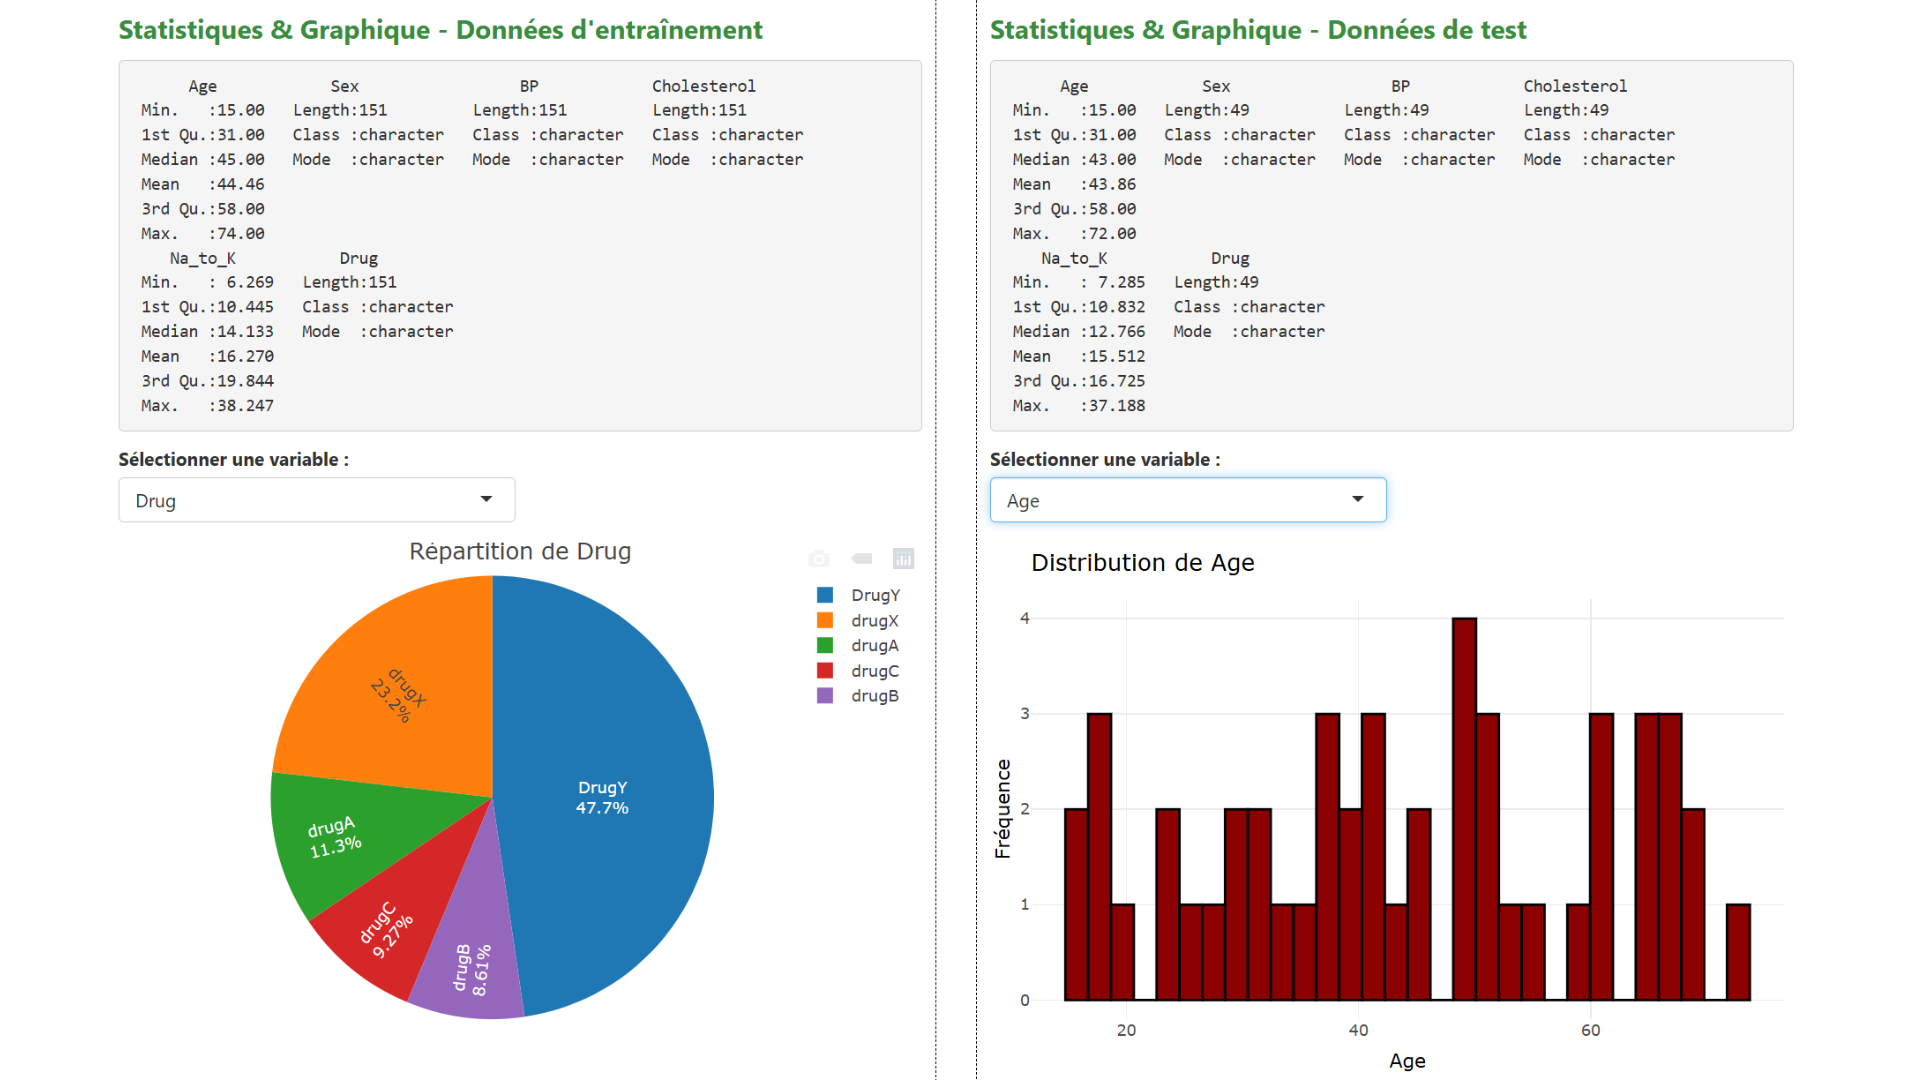 Statistiques & Graphique - Données d'entraînement
Age Sex BP Cholesterol
Min. :15.00 Length:151 Length:151 Length:151
1st Qu.:31.00 Class :character Class :character Class :character
Median :45.00 Mode :character Mode :character Mode :character
Mean :44.46
3rd Qu.:58.00
Max. :74.00
Na_to_K Drug
Min. : 6.269 Length:151
1st Qu.:10.445 Class :character
Median :14.133 Mode :character
Mean :16.270
3rd Qu.:19.844
Max. :38.247
Sélectionner une variable :
Drug
Répartition de Drug
DrugY
drugX
drugA
drugC
drugB
drugX
23.2%
DrugY
47.7%
drugA
11.3%
drugC
9.27%
drugB
8.61%
Statistiques & Graphique - Données de test
Age Sex BP Cholesterol
Min. :15.00 Length:49 Length:49 Length:49
1st Qu.:31.00 Class :character Class :character Class :character
Median :43.00 Mode :character Mode :character Mode :character
Mean :43.86
3rd Qu.:58.00
Max. :72.00
Na_to_K Drug
Min. : 7.285 Length:49
1st Qu.:10.832 Class :character
Median :12.766 Mode :character
Mean :15.512
3rd Qu.:16.725
Max. :37.188
Sélectionner une variable :
Age
Distribution de Age
Fréquence
4
3
2
1
0
20 40 60
Age